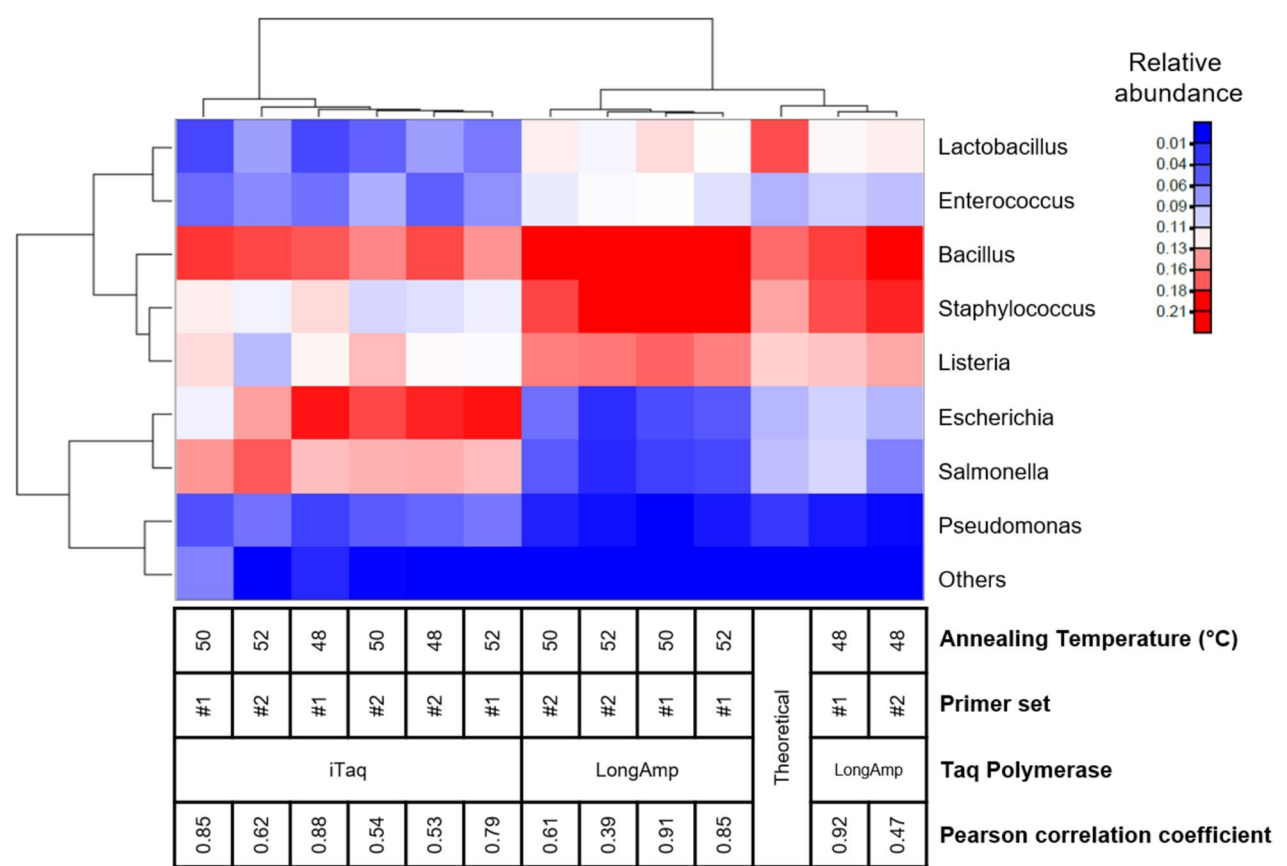 Relative
abundance
0.01
0.04
0.06
0.09
0.11
0.13
0.16
0.18
0.21
Lactobacillus
Enterococcus
Bacillus
Staphylococcus
Listeria
Escherichia
Salmonella
Pseudomonas
Others
50 52 48 50 48 52 50 52 50 52 48 48 Annealing Temperature (°C)
#1 #2 #1 #2 #2 #1 #2 #2 #1 #1 #1 #2 Primer set
Theoretical
iTaq LongAmp LongAmp Taq Polymerase
0.85 0.62 0.88 0.54 0.53 0.79 0.61 0.39 0.91 0.85 0.92 0.47 Pearson correlation coefficient